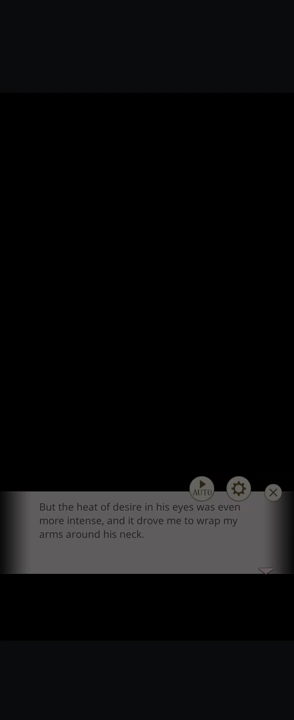 AUTO
But the heat of desire in his eyes was even
more intense, and it drove me to wrap my
arms around his neck.